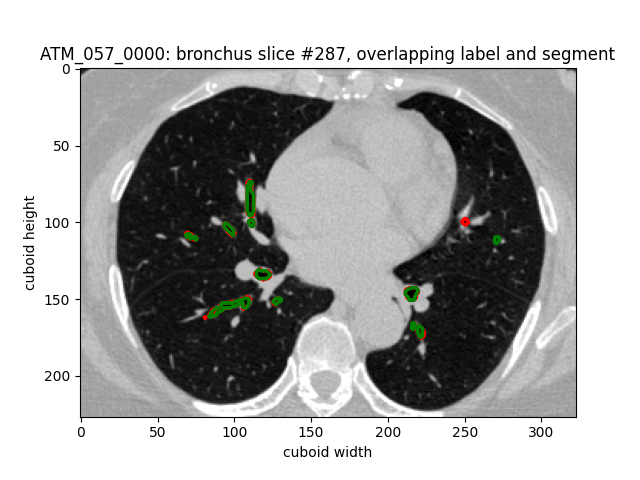 ATM_057_0000: bronchus slice #287, overlapping label and segment
0
50
100
150
200
cuboid height
0 50 100 150 200 250 300
cuboid width